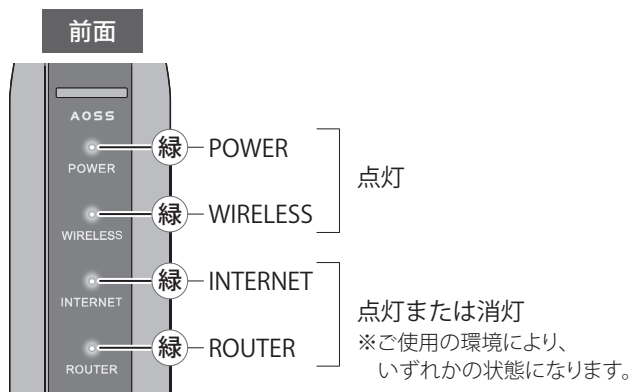 前面
AOSS
POWER
緑 POWER
WIRELESS
緑 WIRELESS
点灯
INTERNET
緑 INTERNET
ROUTER
緑 ROUTER
点灯または消灯
※ご使用の環境により、
いずれかの状態になります。